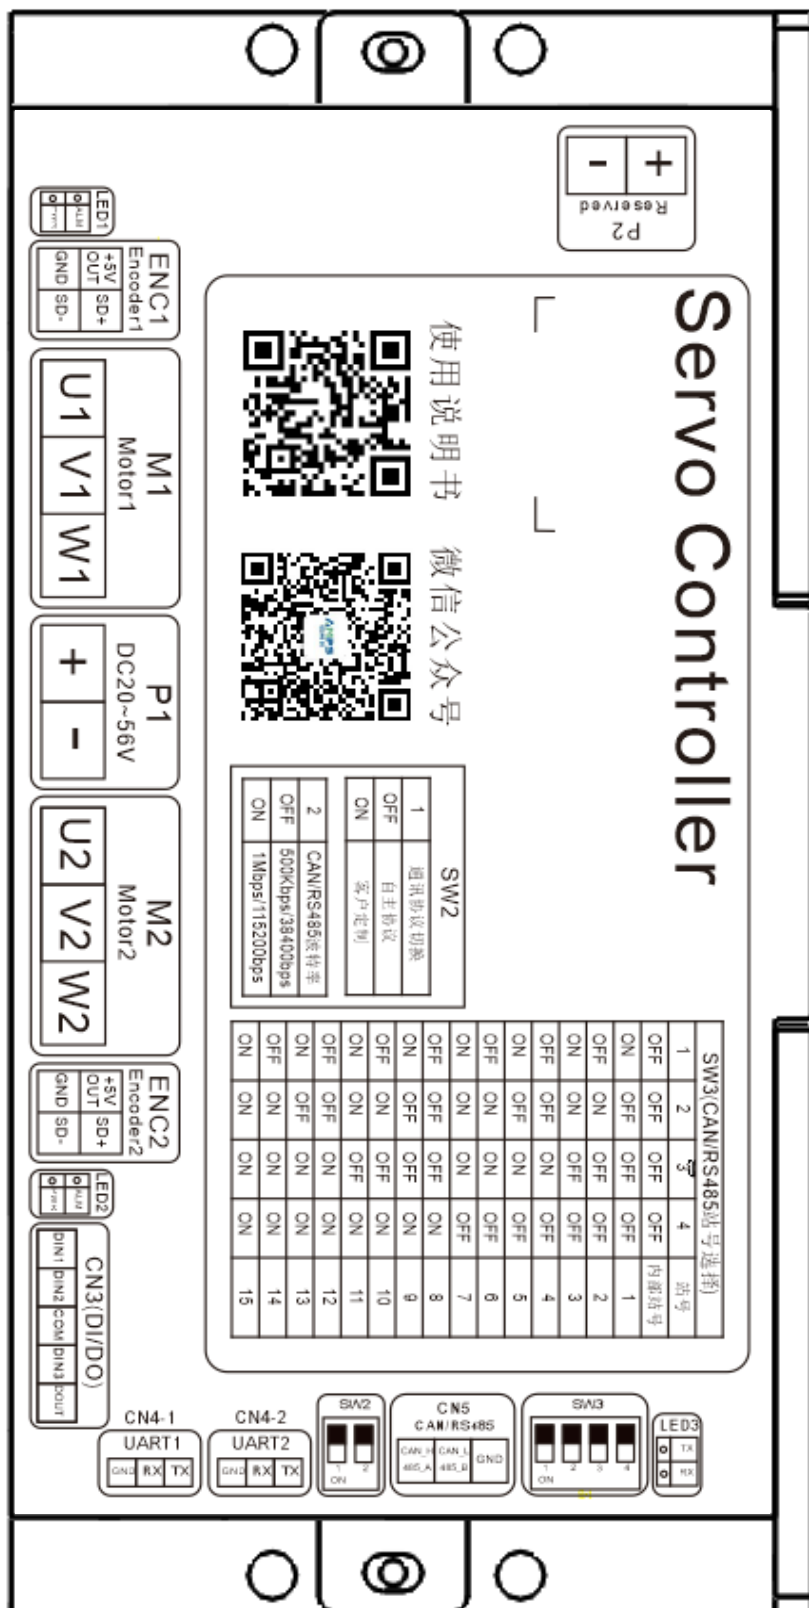 + -
Reserved
P2
Servo Controller
使用说明书
微信公众号
LED1
ALM
ENC1
Encoder1
+5V OUT SD+
GND SD-
M1
Motor1
U1 V1 W1
P1
DC20~56V
+ -
M2
Motor2
U2 V2 W2
ENC2
Encoder2
+5V OUT SD+
GND SD-
LED2
ALM
CN3(DI/DO)
DIN1 DIN2 COM DIN3 DOUT
SW2
1 通讯协议切换
OFF 自主协议
ON 客户定制
2 CAN/RS485波特率
OFF 500Kbps/38400bps
ON 1Mbps/115200bps
SW3(CAN/RS485站号选择)
1 2 3 4 站号
OFF OFF OFF OFF 内部站号
ON OFF OFF OFF 1
OFF ON OFF OFF 2
ON ON OFF OFF 3
OFF OFF ON OFF 4
ON OFF ON OFF 5
OFF ON ON OFF 6
ON ON ON OFF 7
OFF OFF OFF ON 8
ON OFF OFF ON 9
OFF ON OFF ON 10
ON ON OFF ON 11
OFF OFF ON ON 12
ON OFF ON ON 13
OFF ON ON ON 14
ON ON ON ON 15
CN4-1
UART1
GND RX TX
CN4-2
UART2
GND RX TX
SW2
1 2
ON
CN5
CAN/RS485
CAN_H CAN_L GND
485_A 485_B
SW3
1 2 3 4
ON
LED3
TX
RX